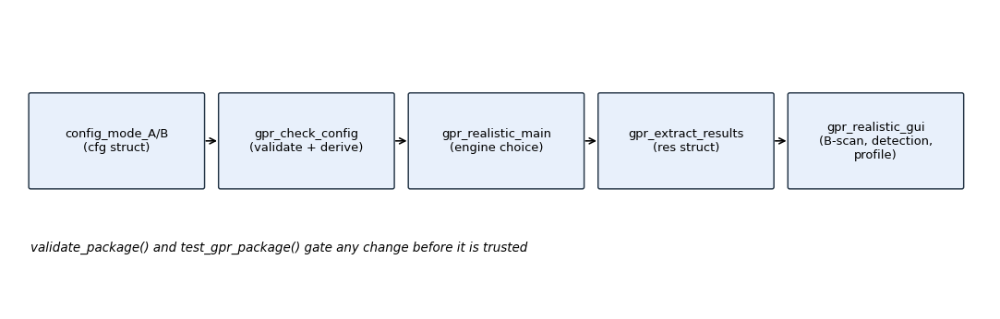 config_mode_A/B
(cfg struct)
gpr_check_config
(validate + derive)
gpr_realistic_main
(engine choice)
gpr_extract_results
(res struct)
gpr_realistic_gui
(B-scan, detection,
profile)
validate_package() and test_gpr_package() gate any change before it is trusted